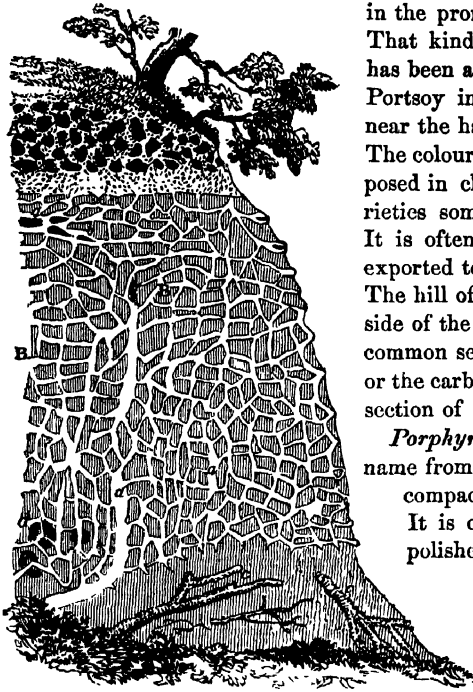 in the pro
That kind
has been a
Portsoy in
near the h
The colour
posed in cl
rieties som
It is often
exported to
The hill of
side of the
common se
or the carb
section of
Porphyr
name from
compac
It is c
polish
B
B
a
a
a